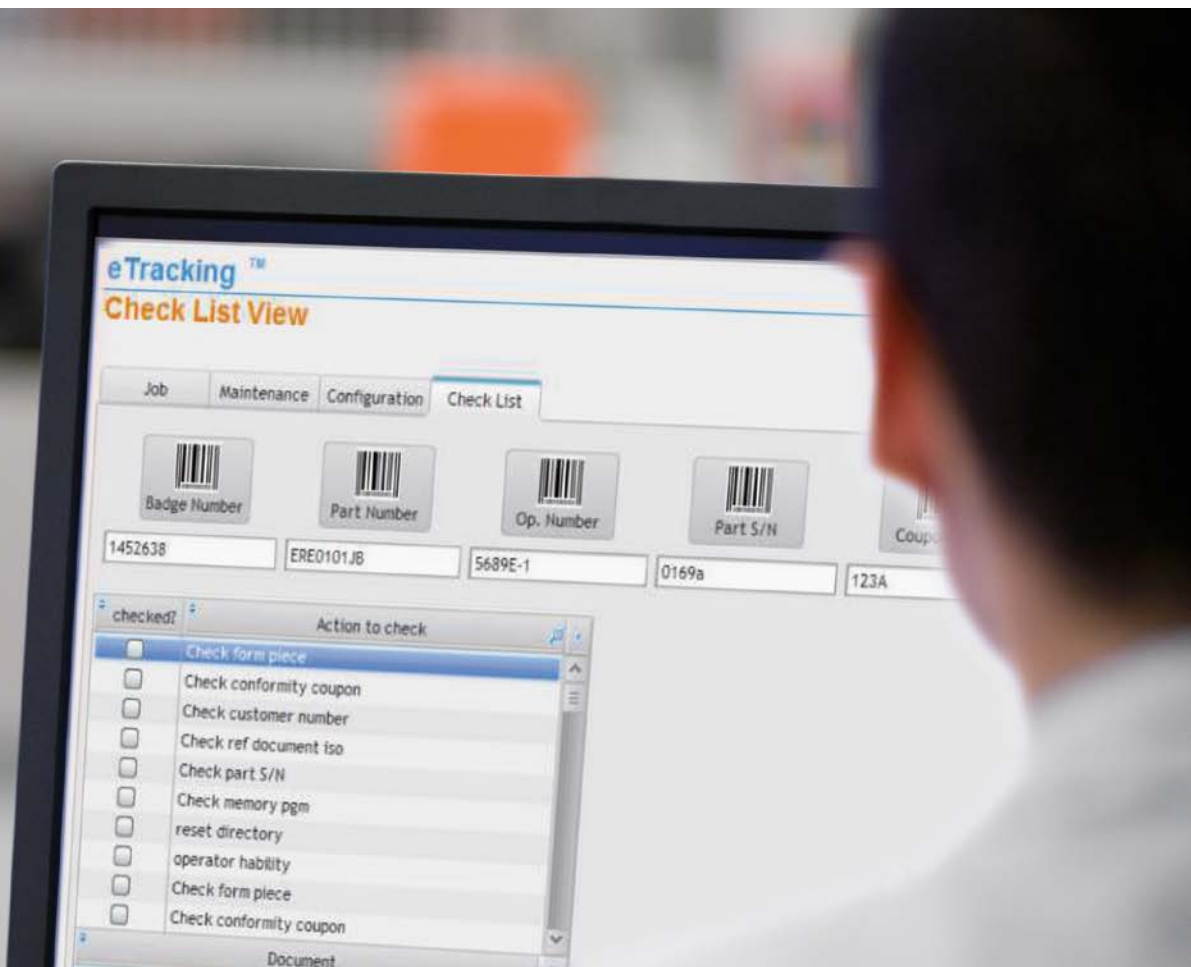 eTracking ™
Check List View
Job Maintenance Configuration Check List
Badge Number Part Number Op. Number Part S/N
1452638 ERE0101JB 5689E-1 0169a 123A
checked? Action to check
Check form piece
Check conformity coupon
Check customer number
Check ref document iso
Check part S/N
Check memory pgm
reset directory
operator hability
Check form piece
Check conformity coupon
Document